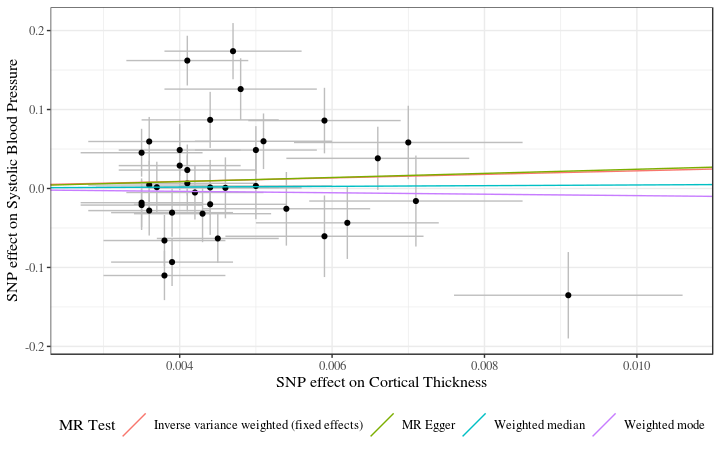 SNP effect on Systolic Blood Pressure
0.2
0.1
0.0
-0.1
-0.2
0.004 0.006 0.008 0.010
SNP effect on Cortical Thickness
MR Test Inverse variance weighted (fixed effects) MR Egger Weighted median Weighted mode